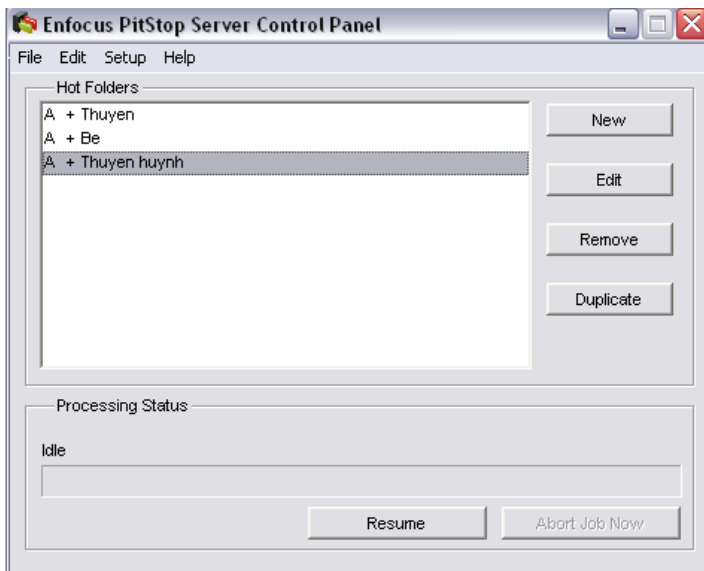 Enfocus PitStop Server Control Panel
File Edit Setup Help
Hot Folders
A + Thuyen
A + Be
A + Thuyen huynh
New
Edit
Remove
Duplicate
Processing Status
Idle
Resume Abort Job Now